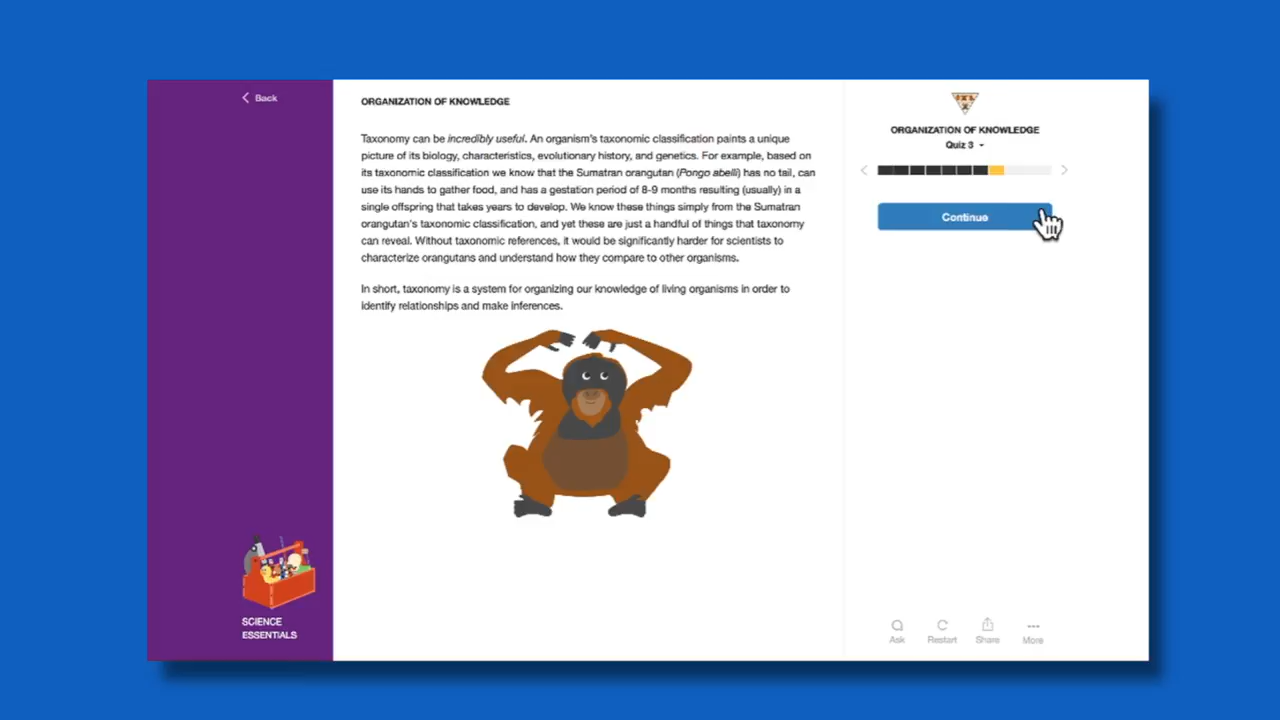 Back
ORGANIZATION OF KNOWLEDGE
Taxonomy can be incredibly useful. An organism's taxonomic classification paints a unique
picture of its biology, characteristics, evolutionary history, and genetics. For example, based on
its taxonomic classification we know that the Sumatran orangutan (Pongo abelli) has no tail, can
use its hands to gather food, and has a gestation period of 8-9 months resulting (usually) in a
single offspring that takes years to develop. We know these things simply from the Sumatran
orangutan's taxonomic classification, and yet these are just a handful of things that taxonomy
can reveal. Without taxonomic references, it would be significantly harder for scientists to
characterize orangutans and understand how they compare to other organisms.
In short, taxonomy is a system for organizing our knowledge of living organisms in order to
identify relationships and make inferences.
SCIENCE
ESSENTIALS
ORGANIZATION OF KNOWLEDGE
Quiz 3
Continue
Ask
Restart
Share
More